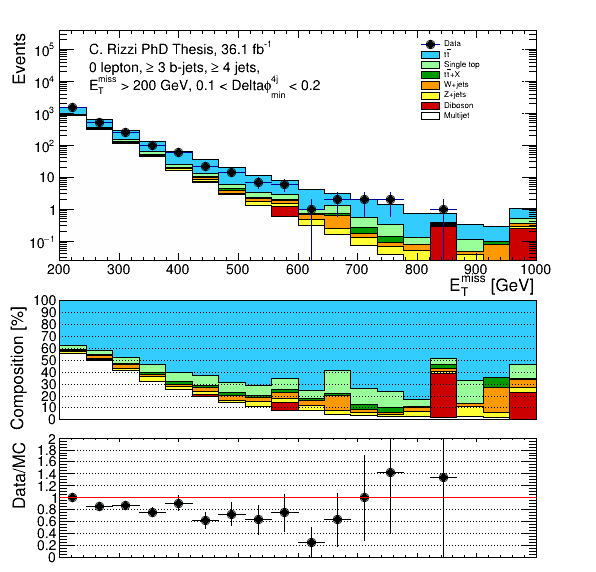 Events
10⁵
10⁴
10³
10²
10
1
10⁻¹
C. Rizzi PhD Thesis, 36.1 fb⁻¹
0 lepton, ≥ 3 b-jets, ≥ 4 jets,
E_T^miss > 200 GeV, 0.1 < Deltaϕ_min^4j < 0.2
Data
tt̄
Single top
tt̄+X
W+jets
Z+jets
Diboson
Multijet
200 300 400 500 600 700 800 900 1000
E_T^miss [GeV]
Composition [%]
100
90
80
70
60
50
40
30
20
10
0
Data/MC
2
1.8
1.6
1.4
1.2
1
0.8
0.6
0.4
0.2
0